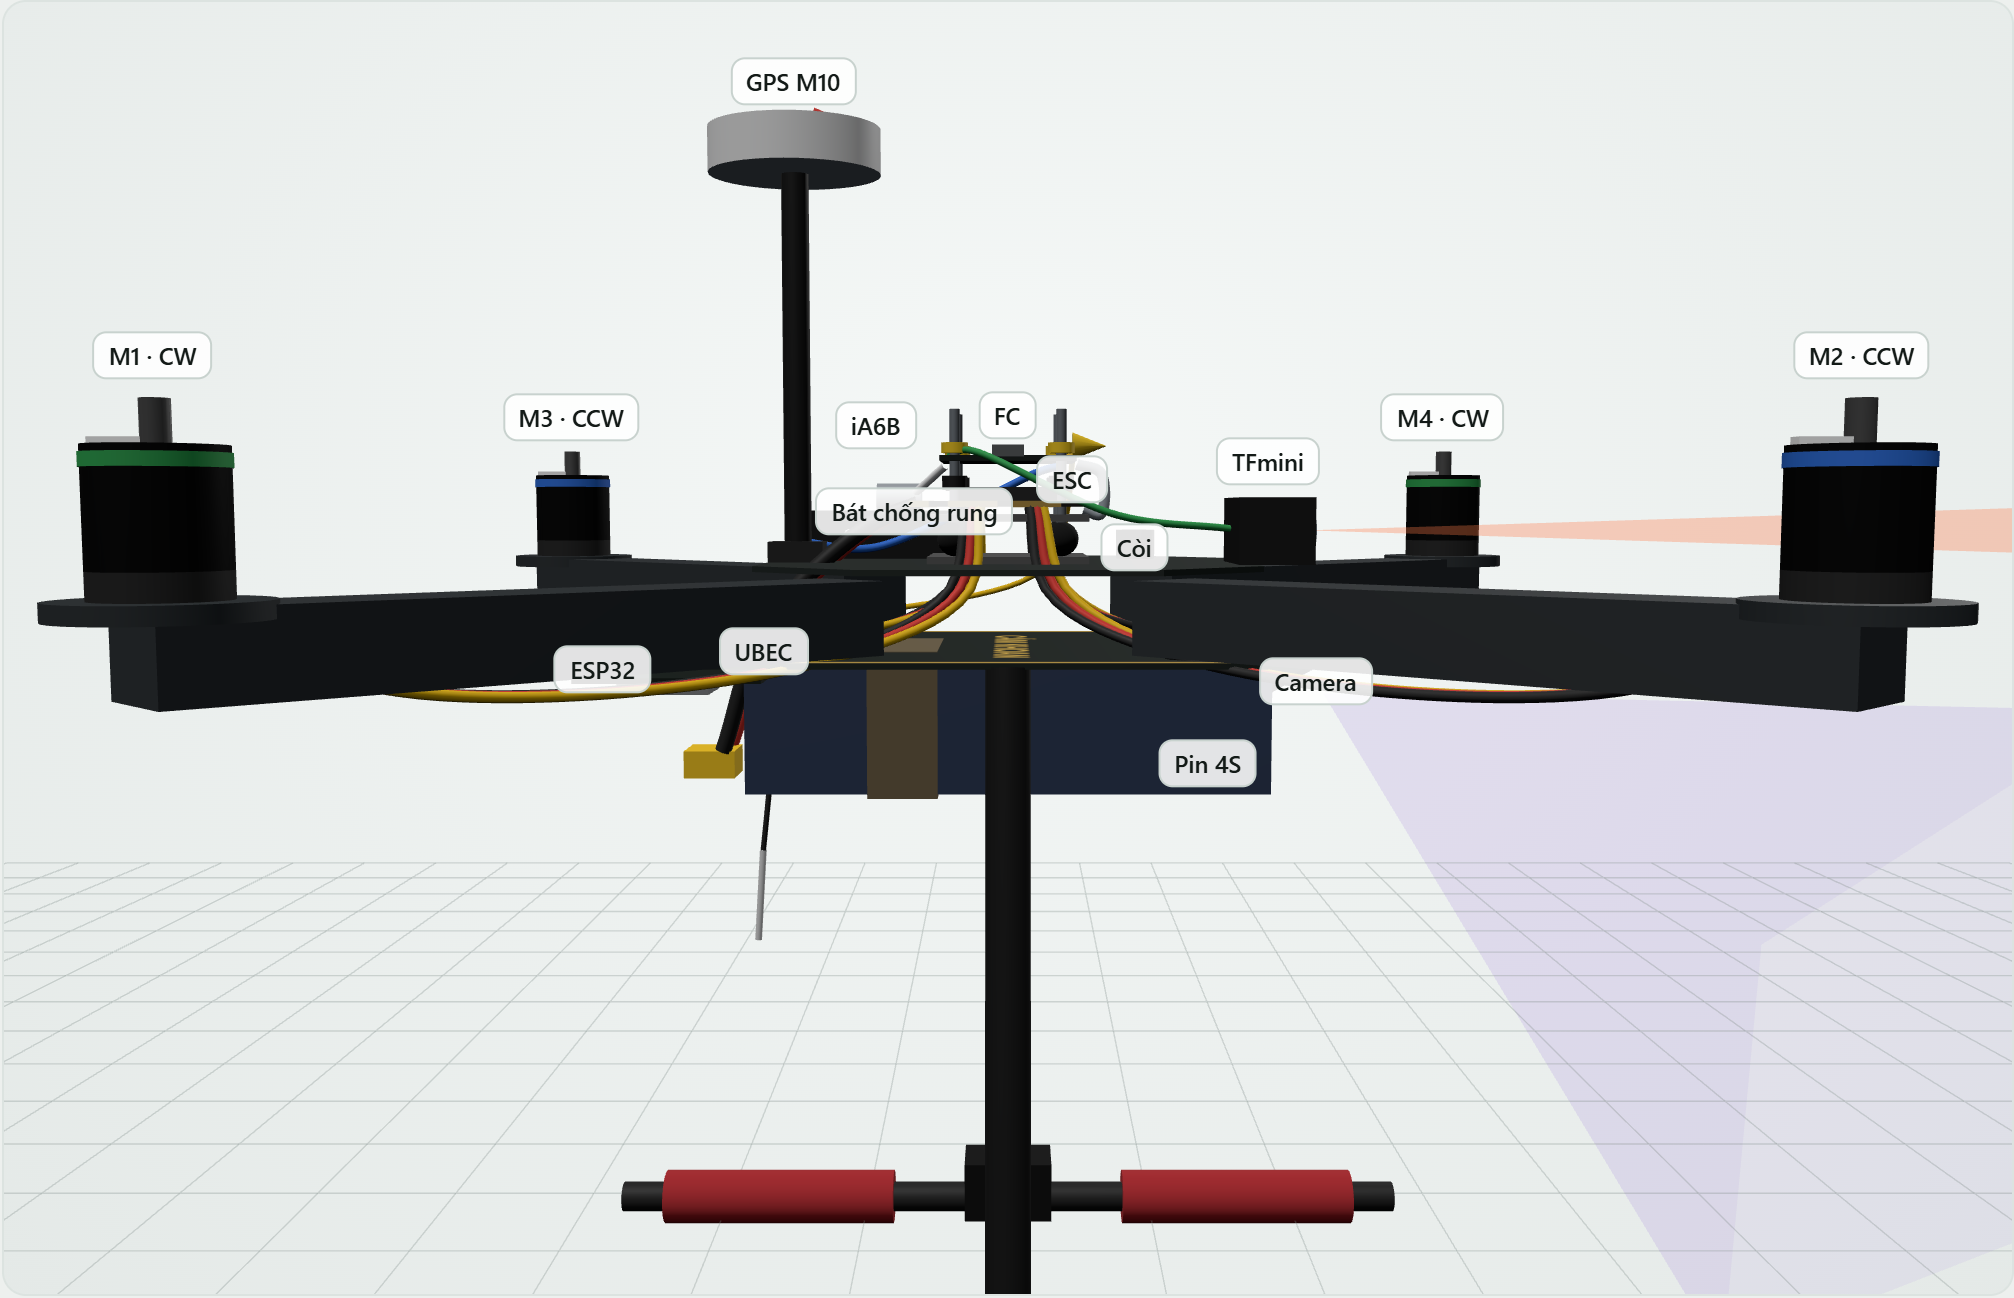 GPS M10
M1 · CW
M2 · CCW
M3 · CCW
iA6B
FC
M4 · CW
TFmini
ESC
Bát chống rung
Còi
UBEC
ESP32
Camera
Pin 4S